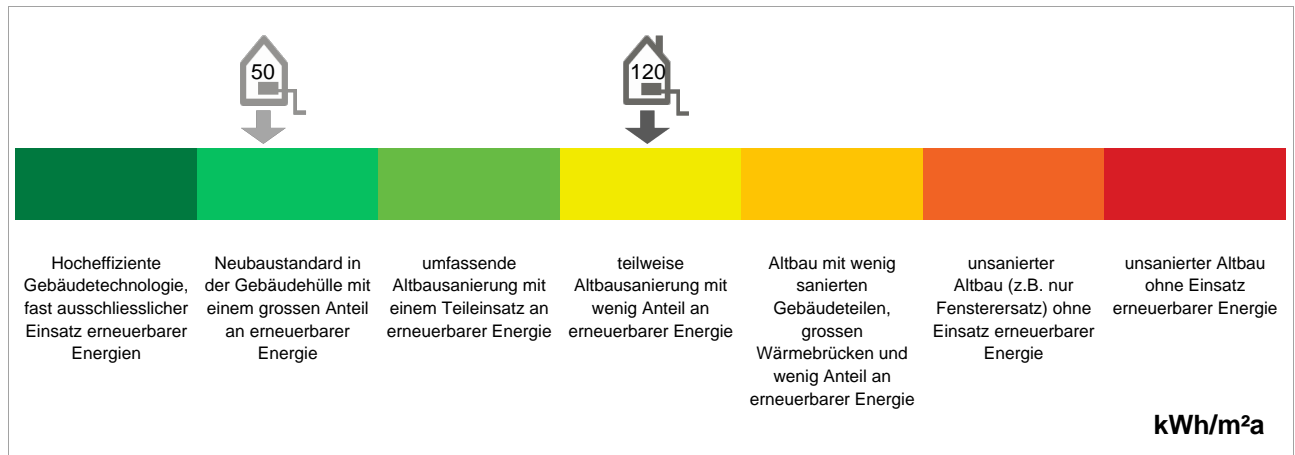 50
120
Hocheffiziente
Gebäudetechnologie,
fast ausschliesslicher
Einsatz erneuerbarer
Energien
Neubaustandard in
der Gebäudehülle mit
einem grossen Anteil
an erneuerbarer
Energie
umfassende
Altbausanierung mit
einem Teileinsatz an
erneuerbarer Energie
teilweise
Altbausanierung mit
wenig Anteil an
erneuerbarer Energie
Altbau mit wenig
sanierten
Gebäudeteilen,
grossen
Wärmebrücken und
wenig Anteil an
erneuerbarer Energie
unsanierter
Altbau (z.B. nur
Fensterersatz) ohne
Einsatz erneuerbarer
Energie
unsanierter Altbau
ohne Einsatz
erneuerbarer Energie
kWh/m²a